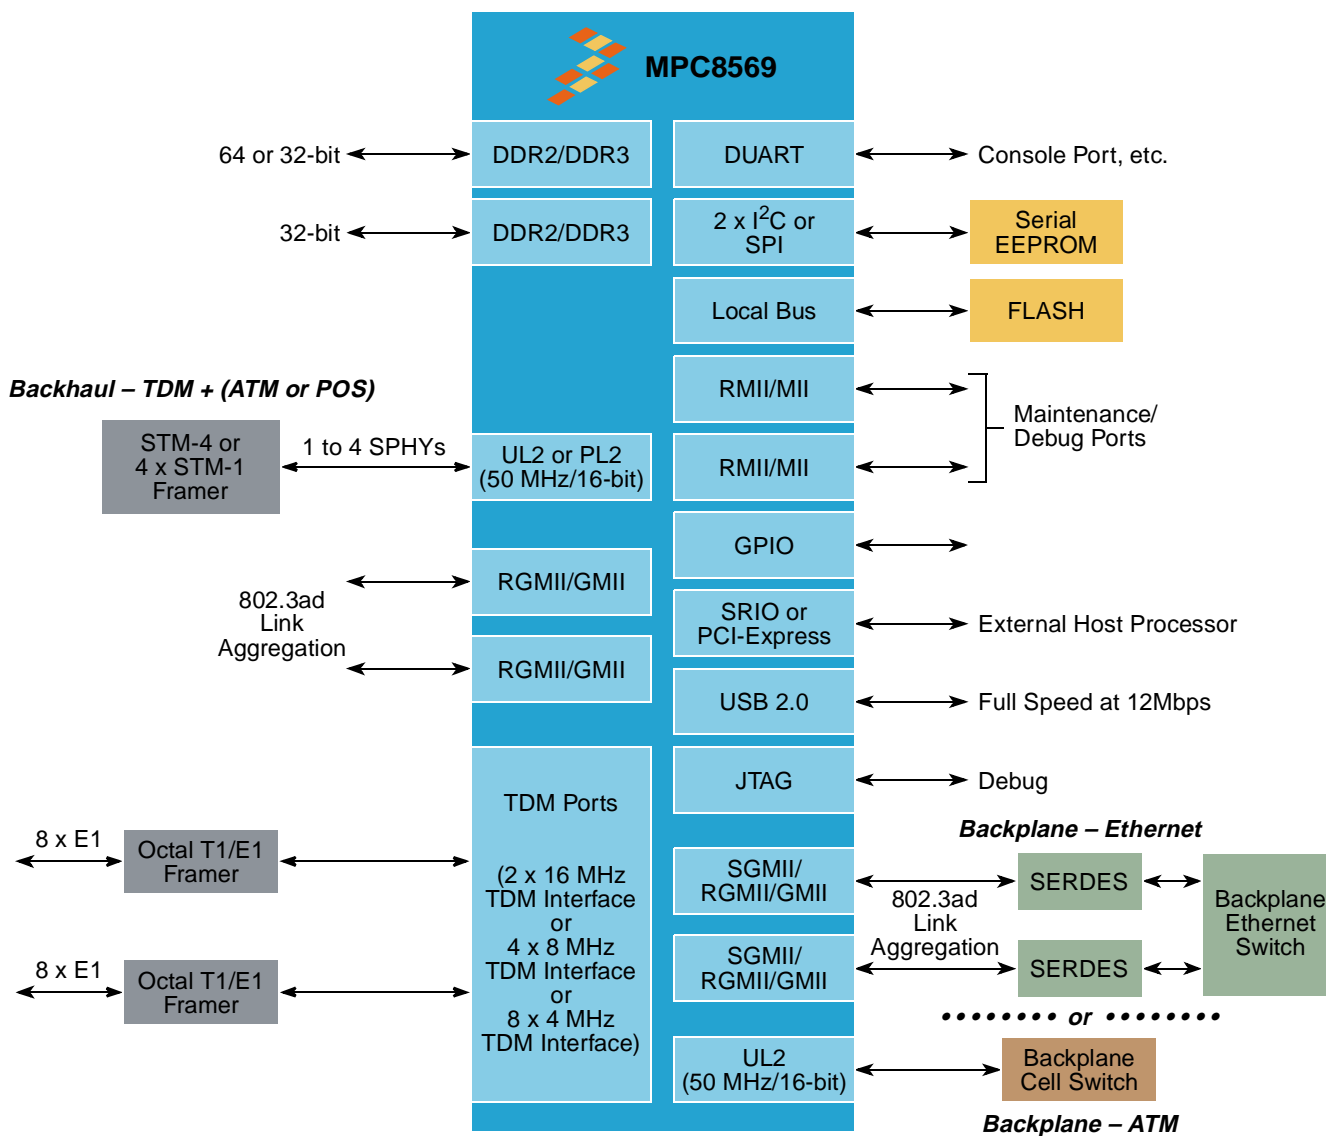 MPC8569
64 or 32-bit
DDR2/DDR3
DUART
Console Port, etc.
32-bit
DDR2/DDR3
2 x I²C or
SPI
Serial
EEPROM
Local Bus
FLASH
Backhaul – TDM + (ATM or POS)
STM-4 or
4 x STM-1
Framer
1 to 4 SPHYs
UL2 or PL2
(50 MHz/16-bit)
RMII/MII
RMII/MII
Maintenance/
Debug Ports
GPIO
802.3ad
Link
Aggregation
RGMII/GMII
RGMII/GMII
SRIO or
PCI-Express
External Host Processor
USB 2.0
Full Speed at 12Mbps
JTAG
Debug
8 x E1
Octal T1/E1
Framer
8 x E1
Octal T1/E1
Framer
TDM Ports
(2 x 16 MHz
TDM Interface
or
4 x 8 MHz
TDM Interface
or
8 x 4 MHz
TDM Interface)
Backplane – Ethernet
SGMII/
RGMII/GMII
SGMII/
RGMII/GMII
802.3ad
Link
Aggregation
SERDES
SERDES
Backplane
Ethernet
Switch
•••••••• or ••••••••
UL2
(50 MHz/16-bit)
Backplane
Cell Switch
Backplane – ATM